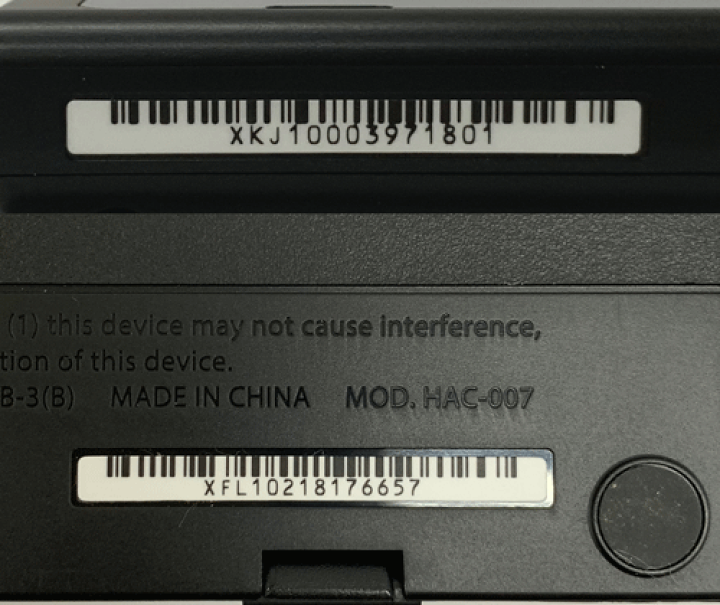 XKJ10003971801
(1) this device may not cause interference,
tion of this device.
B-3(B) MADE IN CHINA MOD. HAC-007
XFL10218176657